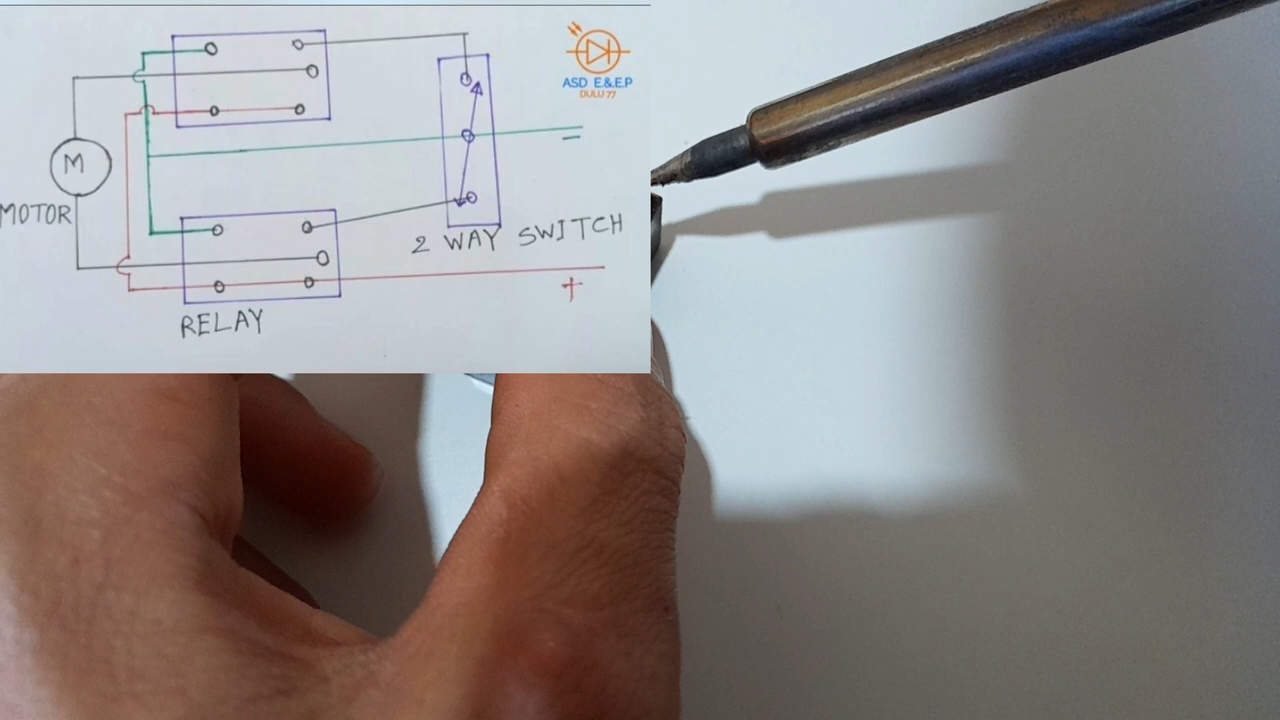 ASD E.&E.P
DULU 77
M
MOTOR
-
2 WAY SWITCH
+
RELAY